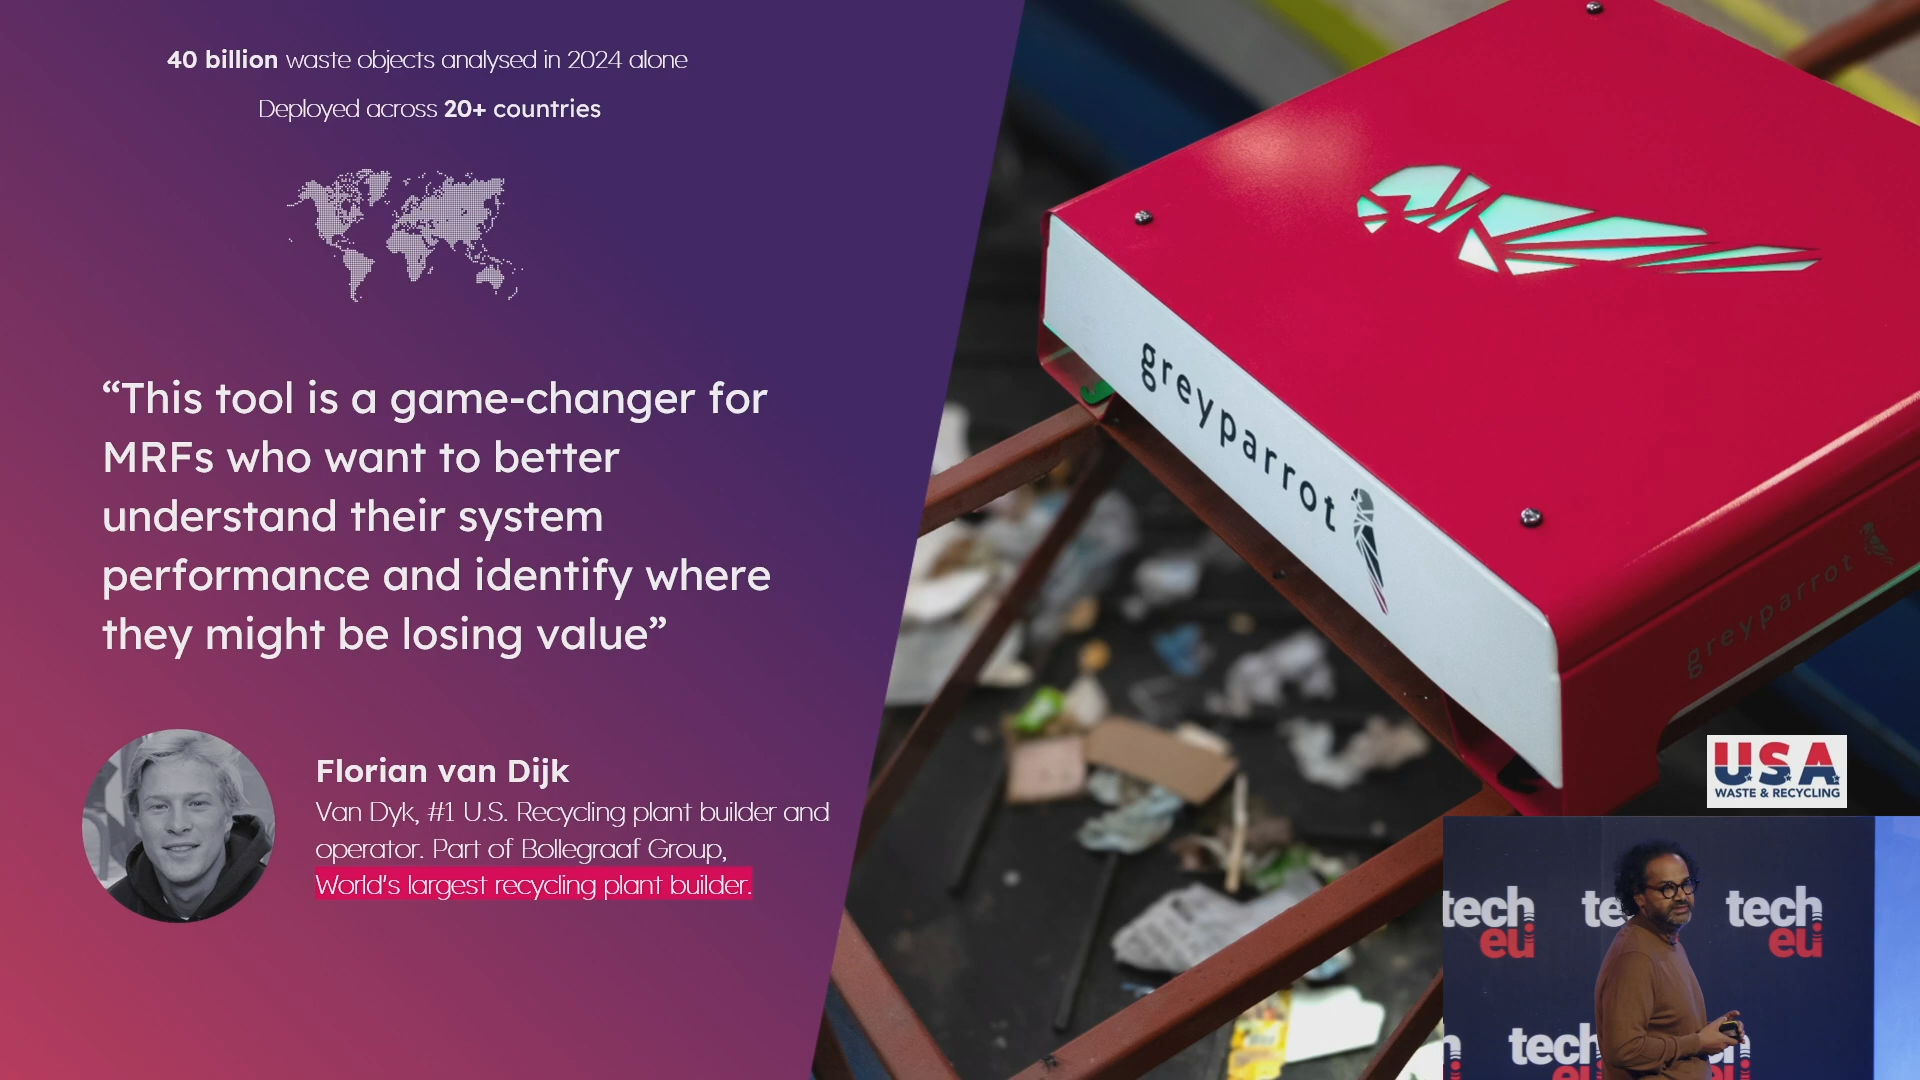 40 billion waste objects analysed in 2024 alone
Deployed across 20+ countries
“This tool is a game-changer for
MRFs who want to better
understand their system
performance and identify where
they might be losing value”
Florian van Dijk
Van Dyk, #1 U.S. Recycling plant builder and
operator. Part of Bollegraaf Group,
World's largest recycling plant builder.
greyparrot
greyparrot
USA
WASTE & RECYCLING
tech te tech
eu eu
tech